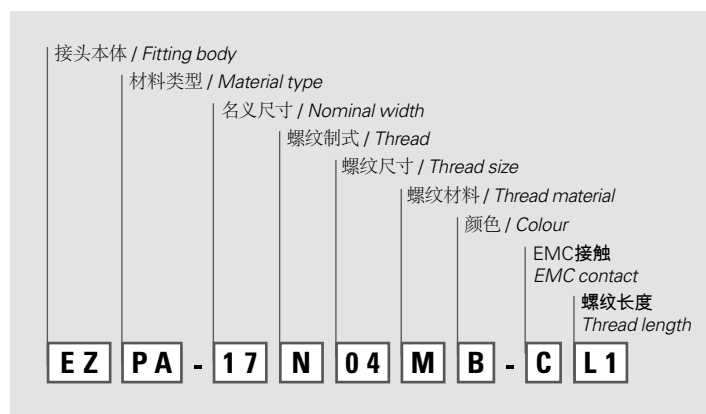 接头本体 / Fitting body
材料类型 / Material type
名义尺寸 / Nominal width
螺纹制式 / Thread
螺纹尺寸 / Thread size
螺纹材料 / Thread material
颜色 / Colour
EMC接触
EMC contact
螺纹长度
Thread length
EZ PA - 17 N 04 M B - C L1